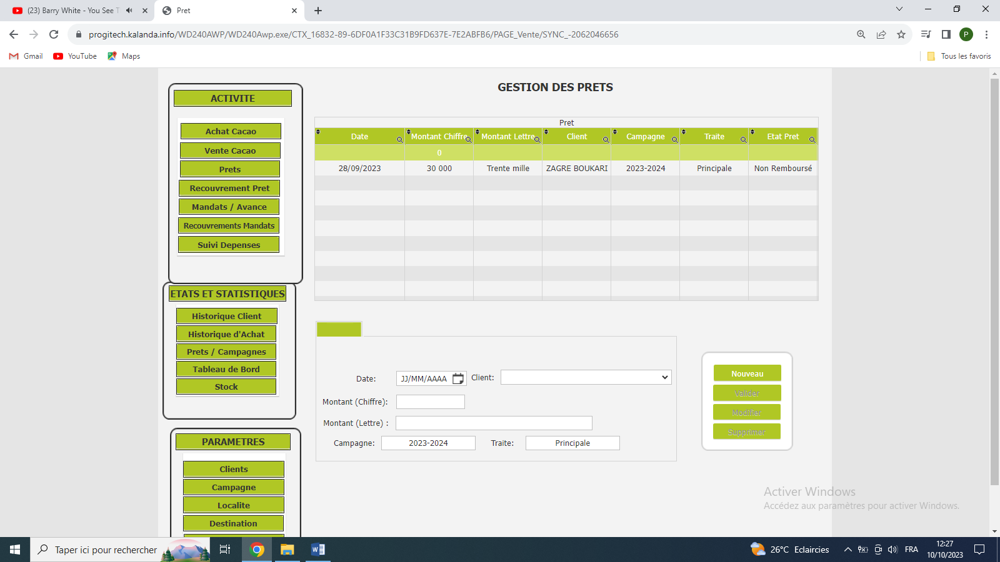 (23) Barry White - You See T
Pret
progitech.kalanda.info/WD240AWP/WD240Awp.exe/CTX_16832-89-6DF0A1F33C31B9FD637E-7E2ABFB6/PAGE_Vente/SYNC_-2062046656
P
Gmail
YouTube
Maps
Tous les favoris
ACTIVITE
Achat Cacao
Vente Cacao
Prets
Recouvrement Pret
Mandats / Avance
Recouvrements Mandats
Suivi Depenses
ETATS ET STATISTIQUES
Historique Client
Historique d'Achat
Prets / Campagnes
Tableau de Bord
Stock
PARAMETRES
Clients
Campagne
Localite
Destination
GESTION DES PRETS
Pret
Date Montant Chiffre Montant Lettre Client Campagne Traite Etat Pret
0
28/09/2023 30 000 Trente mille ZAGRE BOUKARI 2023-2024 Principale Non Remboursé
Date: JJ/MM/AAAA Client:
Montant (Chiffre):
Montant (Lettre) :
Campagne: 2023-2024 Traite: Principale
Nouveau
Valider
Modifier
Supprimer
Activer Windows
Accédez aux paramètres pour activer Windows.
Taper ici pour rechercher
26°C Eclaircies
FRA
12:27
10/10/2023